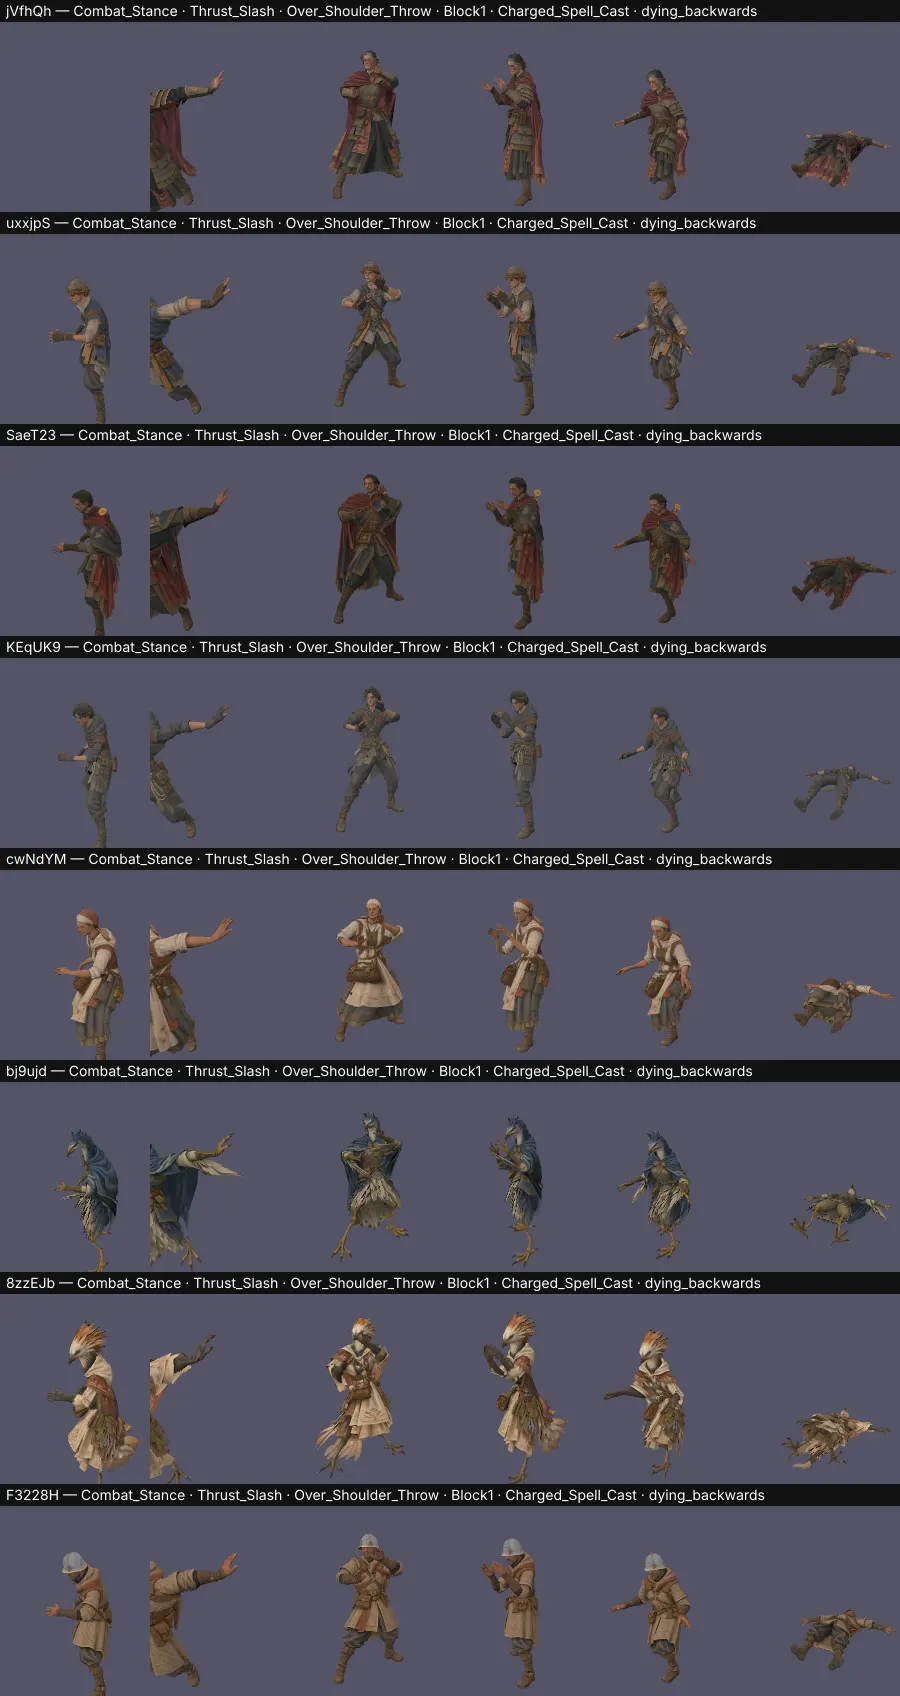 jVfhQh — Combat_Stance · Thrust_Slash · Over_Shoulder_Throw · Block1 · Charged_Spell_Cast · dying_backwards
uxxjpS — Combat_Stance · Thrust_Slash · Over_Shoulder_Throw · Block1 · Charged_Spell_Cast · dying_backwards
SaeT23 — Combat_Stance · Thrust_Slash · Over_Shoulder_Throw · Block1 · Charged_Spell_Cast · dying_backwards
KEqUK9 — Combat_Stance · Thrust_Slash · Over_Shoulder_Throw · Block1 · Charged_Spell_Cast · dying_backwards
cwNdYM — Combat_Stance · Thrust_Slash · Over_Shoulder_Throw · Block1 · Charged_Spell_Cast · dying_backwards
bj9ujd — Combat_Stance · Thrust_Slash · Over_Shoulder_Throw · Block1 · Charged_Spell_Cast · dying_backwards
8zzEJb — Combat_Stance · Thrust_Slash · Over_Shoulder_Throw · Block1 · Charged_Spell_Cast · dying_backwards
F3228H — Combat_Stance · Thrust_Slash · Over_Shoulder_Throw · Block1 · Charged_Spell_Cast · dying_backwards